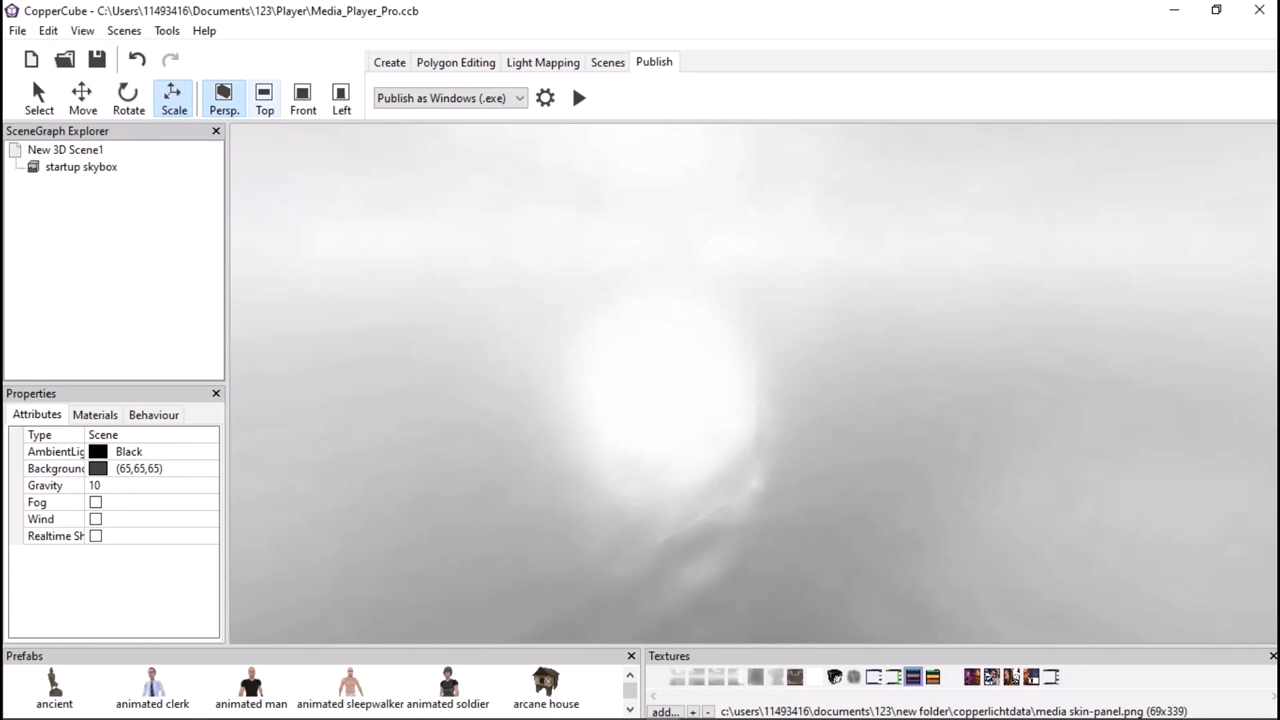 CopperCube - C:\Users\11493416\Documents\123\Player\Media_Player_Pro.ccb
File Edit View Scenes Tools Help
Create Polygon Editing Light Mapping Scenes Publish
Select Move Rotate Scale Persp. Top Front Left
Publish as Windows (.exe)
SceneGraph Explorer
New 3D Scene1
startup skybox
Properties
Attributes Materials Behaviour
Type Scene
AmbientLig Black
Background (65,65,65)
Gravity 10
Fog
Wind
Realtime Sh
Prefabs
ancient animated clerk animated man animated sleepwalker animated soldier arcane house
Textures
add... + - c:\users\11493416\documents\123\new folder\copperlichtdata\media skin-panel.png (69x339)